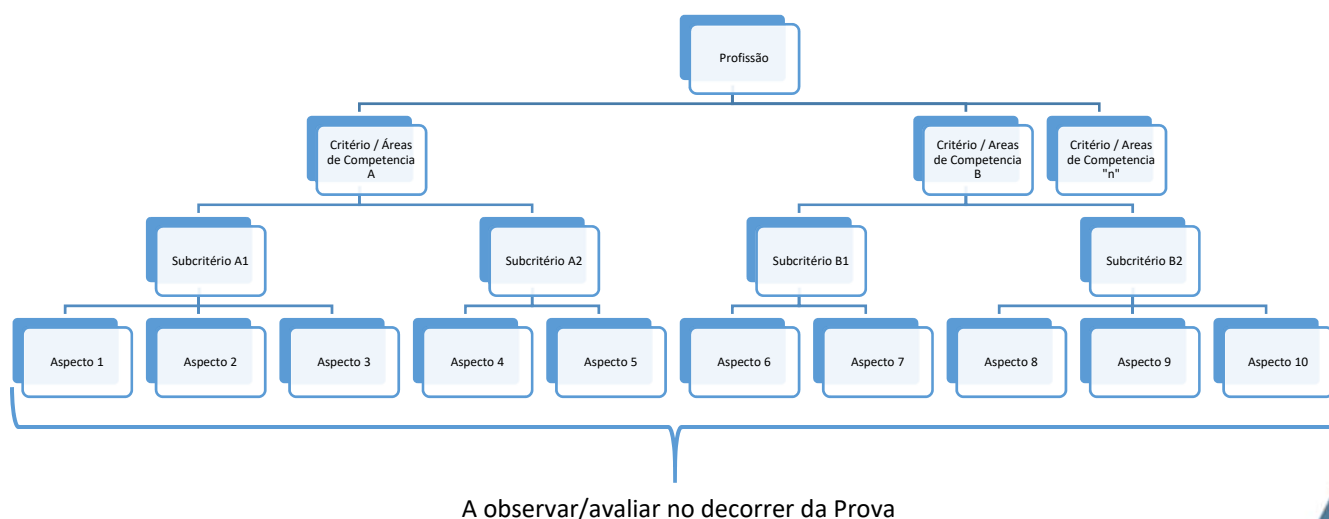 Profissão
Critério / Áreas
de Competencia
A
Critério / Areas
de Competencia
B
Critério / Areas
de Competencia
"n"
Subcritério A1
Subcritério A2
Subcritério B1
Subcritério B2
Aspecto 1
Aspecto 2
Aspecto 3
Aspecto 4
Aspecto 5
Aspecto 6
Aspecto 7
Aspecto 8
Aspecto 9
Aspecto 10
A observar/avaliar no decorrer da Prova